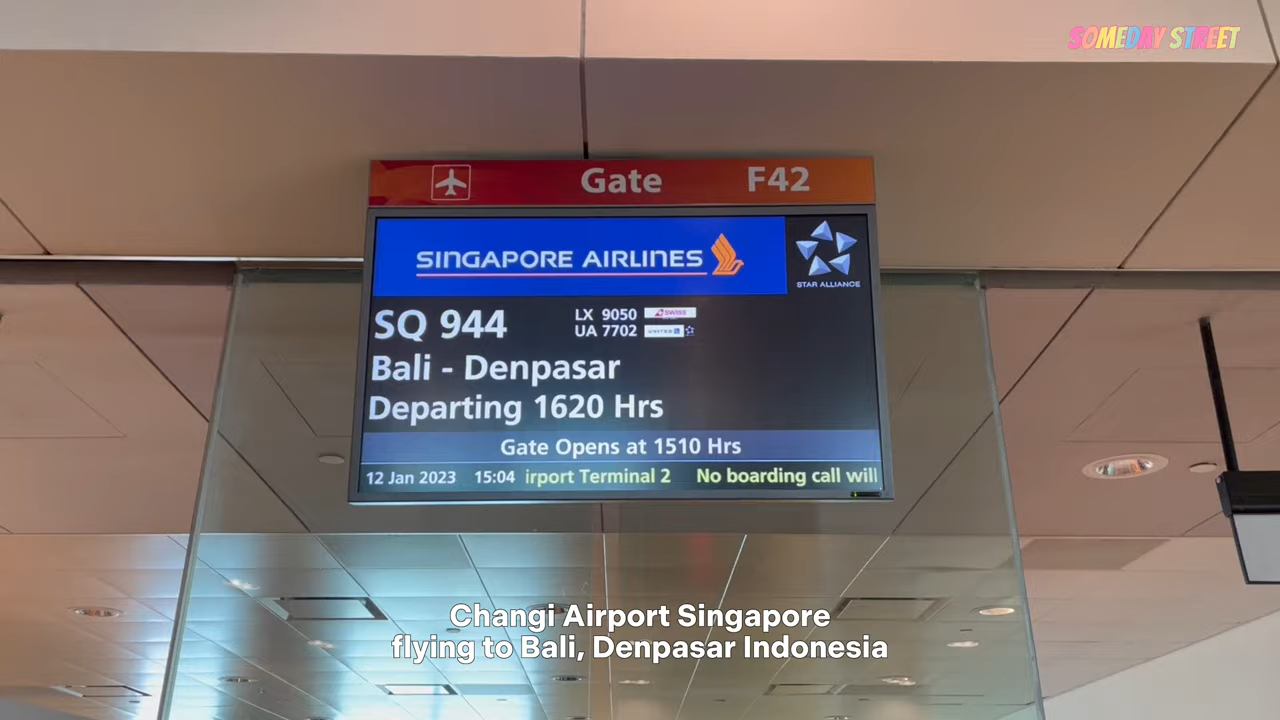 SOMEDAY STREET
Gate F42
SINGAPORE AIRLINES
STAR ALLIANCE
SQ 944
LX 9050 SWISS
UA 7702 UNITED
Bali - Denpasar
Departing 1620 Hrs
Gate Opens at 1510 Hrs
12 Jan 2023 15:04 irport Terminal 2 No boarding call will
Changi Airport Singapore
flying to Bali, Denpasar Indonesia